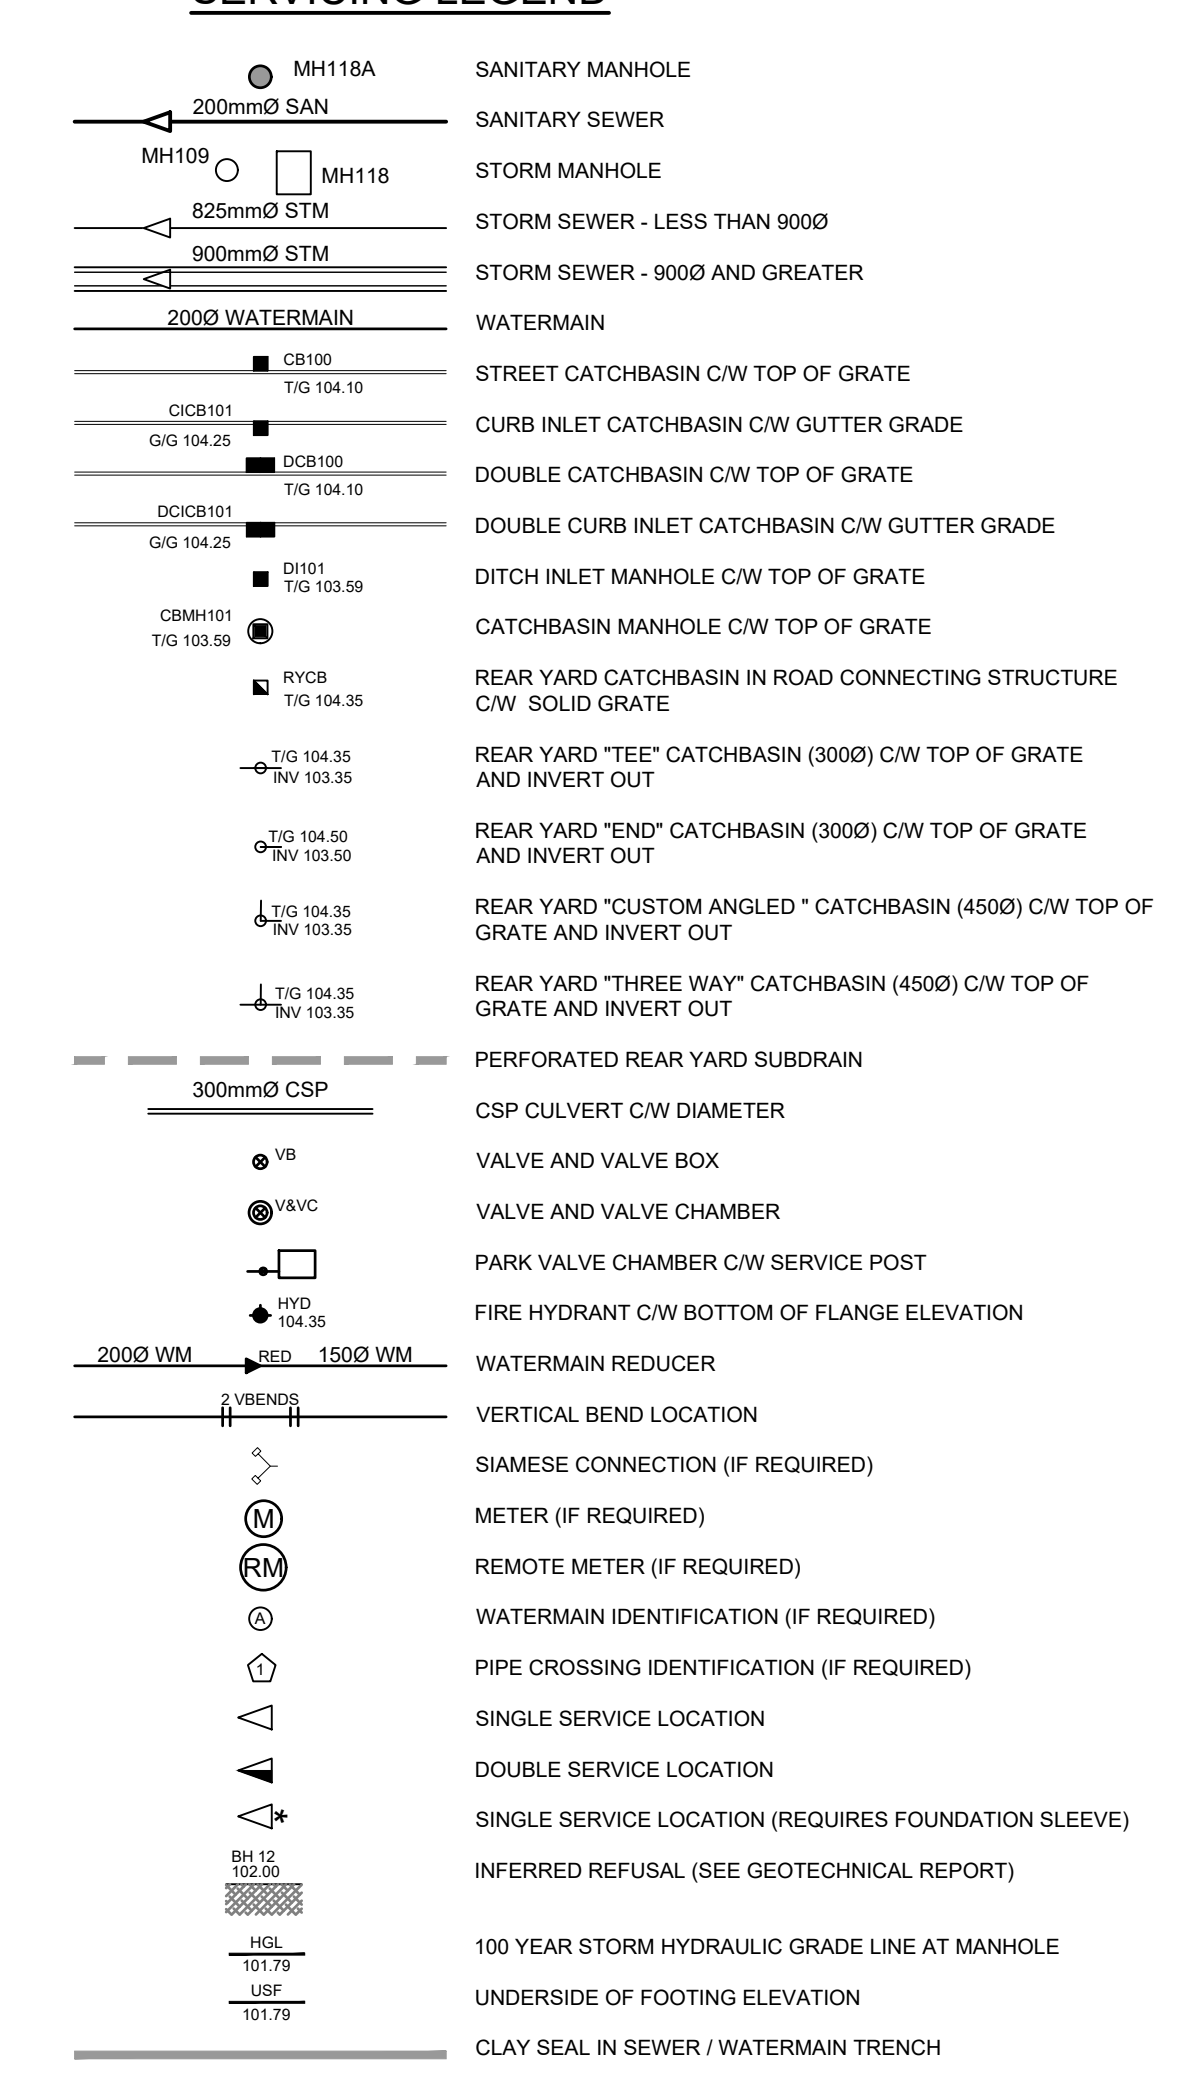 SERVICING LEGEND
MH118A SANITARY MANHOLE
200mmØ SAN SANITARY SEWER
MH109 MH118 STORM MANHOLE
825mmØ STM STORM SEWER - LESS THAN 900Ø
900mmØ STM STORM SEWER - 900Ø AND GREATER
200Ø WATERMAIN WATERMAIN
CB100
T/G 104.10
STREET CATCHBASIN C/W TOP OF GRATE
CICB101
G/G 104.25
CURB INLET CATCHBASIN C/W GUTTER GRADE
DCB100
T/G 104.10
DOUBLE CATCHBASIN C/W TOP OF GRATE
DCICB101
G/G 104.25
DOUBLE CURB INLET CATCHBASIN C/W GUTTER GRADE
DI101
T/G 103.59
DITCH INLET MANHOLE C/W TOP OF GRATE
CBMH101
T/G 103.59
CATCHBASIN MANHOLE C/W TOP OF GRATE
RYCB
T/G 104.35
REAR YARD CATCHBASIN IN ROAD CONNECTING STRUCTURE
C/W SOLID GRATE
T/G 104.35
INV 103.35
REAR YARD "TEE" CATCHBASIN (300Ø) C/W TOP OF GRATE
AND INVERT OUT
T/G 104.50
INV 103.50
REAR YARD "END" CATCHBASIN (300Ø) C/W TOP OF GRATE
AND INVERT OUT
T/G 104.35
INV 103.35
REAR YARD "CUSTOM ANGLED " CATCHBASIN (450Ø) C/W TOP OF
GRATE AND INVERT OUT
T/G 104.35
INV 103.35
REAR YARD "THREE WAY" CATCHBASIN (450Ø) C/W TOP OF
GRATE AND INVERT OUT
PERFORATED REAR YARD SUBDRAIN
300mmØ CSP
CSP CULVERT C/W DIAMETER
VB VALVE AND VALVE BOX
V&VC VALVE AND VALVE CHAMBER
PARK VALVE CHAMBER C/W SERVICE POST
HYD
104.35
FIRE HYDRANT C/W BOTTOM OF FLANGE ELEVATION
200Ø WM RED 150Ø WM WATERMAIN REDUCER
2 VBENDS
VERTICAL BEND LOCATION
SIAMESE CONNECTION (IF REQUIRED)
M METER (IF REQUIRED)
RM REMOTE METER (IF REQUIRED)
A WATERMAIN IDENTIFICATION (IF REQUIRED)
1 PIPE CROSSING IDENTIFICATION (IF REQUIRED)
SINGLE SERVICE LOCATION
DOUBLE SERVICE LOCATION
* SINGLE SERVICE LOCATION (REQUIRES FOUNDATION SLEEVE)
BH 12
102.00
INFERRED REFUSAL (SEE GEOTECHNICAL REPORT)
HGL
101.79
100 YEAR STORM HYDRAULIC GRADE LINE AT MANHOLE
USF
101.79
UNDERSIDE OF FOOTING ELEVATION
CLAY SEAL IN SEWER / WATERMAIN TRENCH